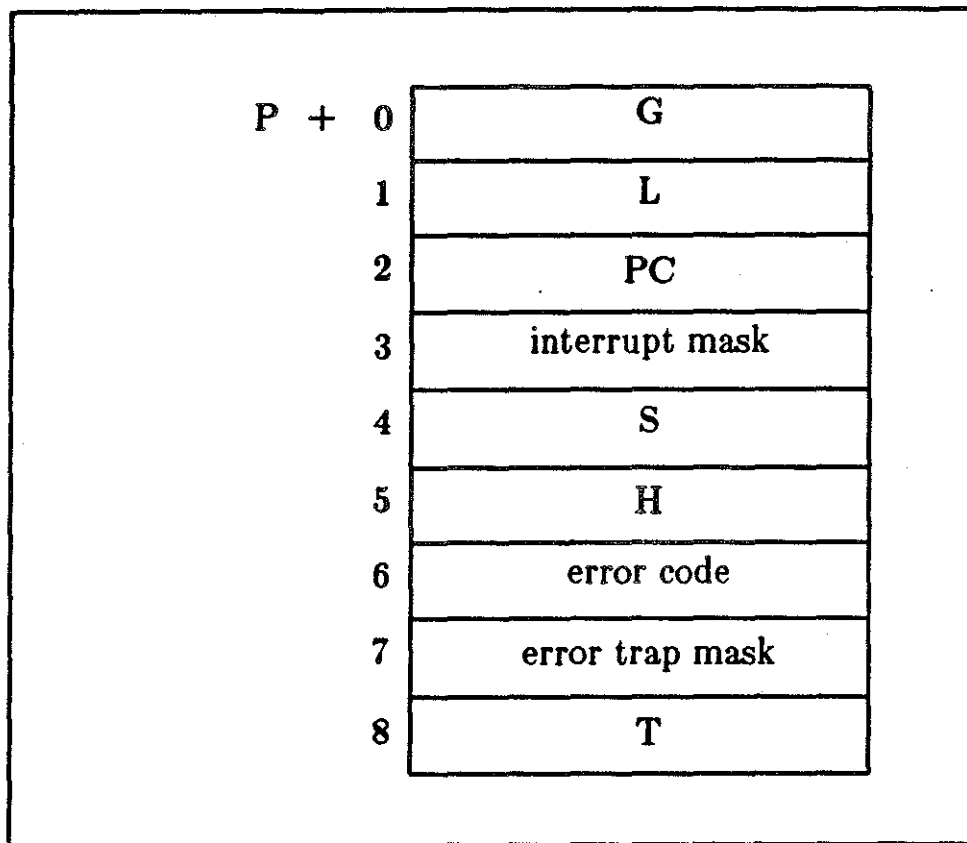 P + 0 G
1 L
2 PC
3 interrupt mask
4 S
5 H
6 error code
7 error trap mask
8 T